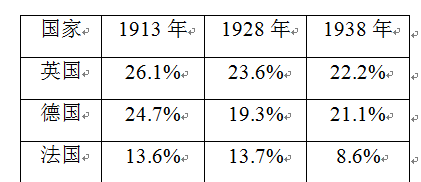 国家 1913 年 1928 年 1938 年
英国 26.1% 23.6% 22.2%
德国 24.7% 19.3% 21.1%
法国 13.6% 13.7% 8.6%